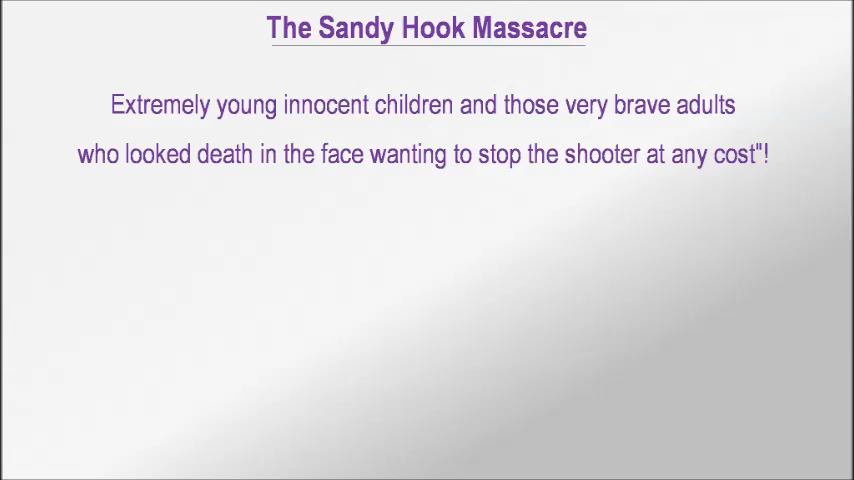 The Sandy Hook Massacre
Extremely young innocent children and those very brave adults
who looked death in the face wanting to stop the shooter at any cost"!